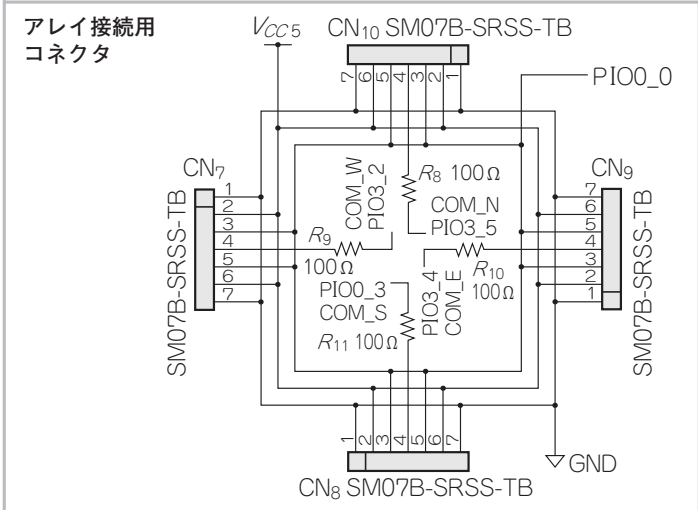 アレイ接続用
コネクタ
VCC5
CN10 SM07B-SRSS-TB
7 6 5 4 3 2 1
PIO0_0
CN7
SM07B-SRSS-TB
1
2
3
4
5
6
7
R9
100Ω
COM_W
PIO3_2
R8 100Ω
COM_N
PIO3_5
PIO3_4
COM_E
R10
100Ω
PIO0_3
COM_S
R11 100Ω
CN9
SM07B-SRSS-TB
7
6
5
4
3
2
1
1 2 3 4 5 6 7
CN8 SM07B-SRSS-TB
GND